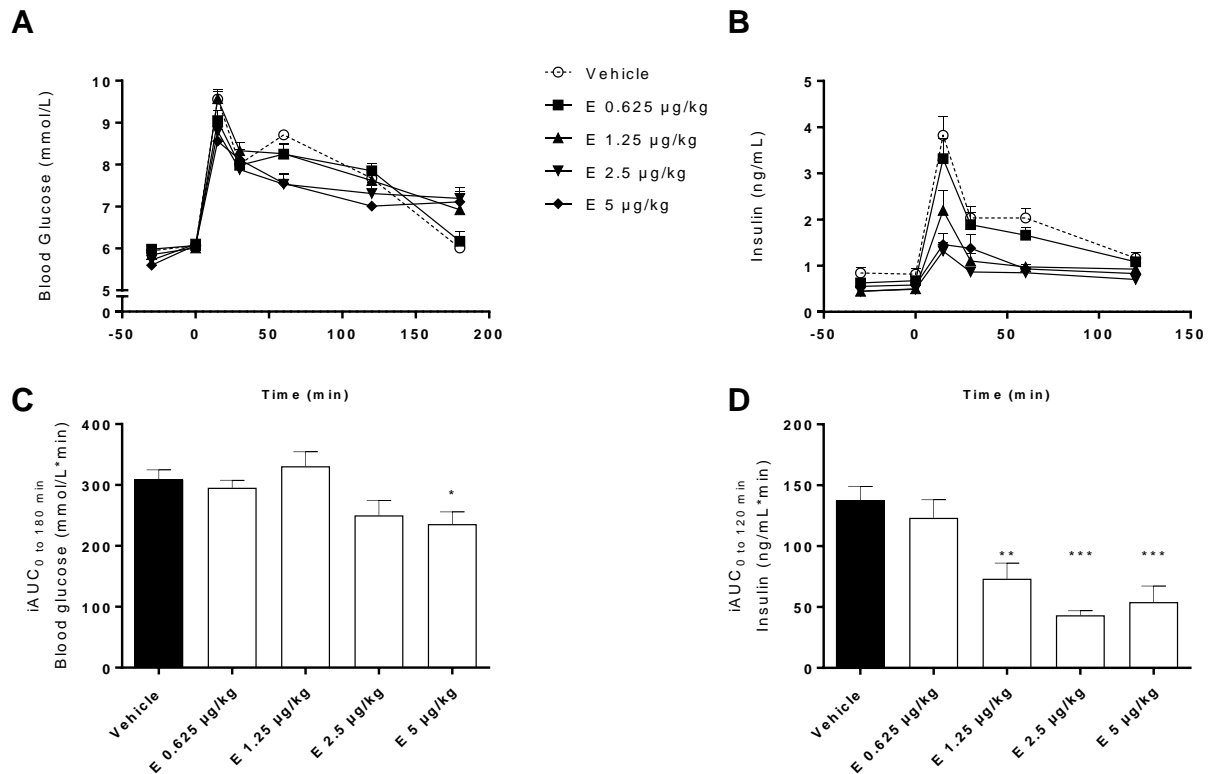 A
B
10
9
8
7
6
5
0
-50
0
50
100
150
200
Blood Glucose (mmol/L)
Vehicle
E 0.625 µg/kg
E 1.25 µg/kg
E 2.5 µg/kg
E 5 µg/kg
5
4
3
2
1
0
-50
0
50
100
150
Insulin (ng/mL)
C
Time (min)
D
Time (min)
400
300
200
100
0
iAUC0 to 180 min
Blood glucose (mmol/L*min)
*
Vehicle
E 0.625 µg/kg
E 1.25 µg/kg
E 2.5 µg/kg
E 5 µg/kg
200
150
100
50
0
iAUC0 to 120 min
Insulin (ng/mL*min)
**
***
***
Vehicle
E 0.625 µg/kg
E 1.25 µg/kg
E 2.5 µg/kg
E 5 µg/kg